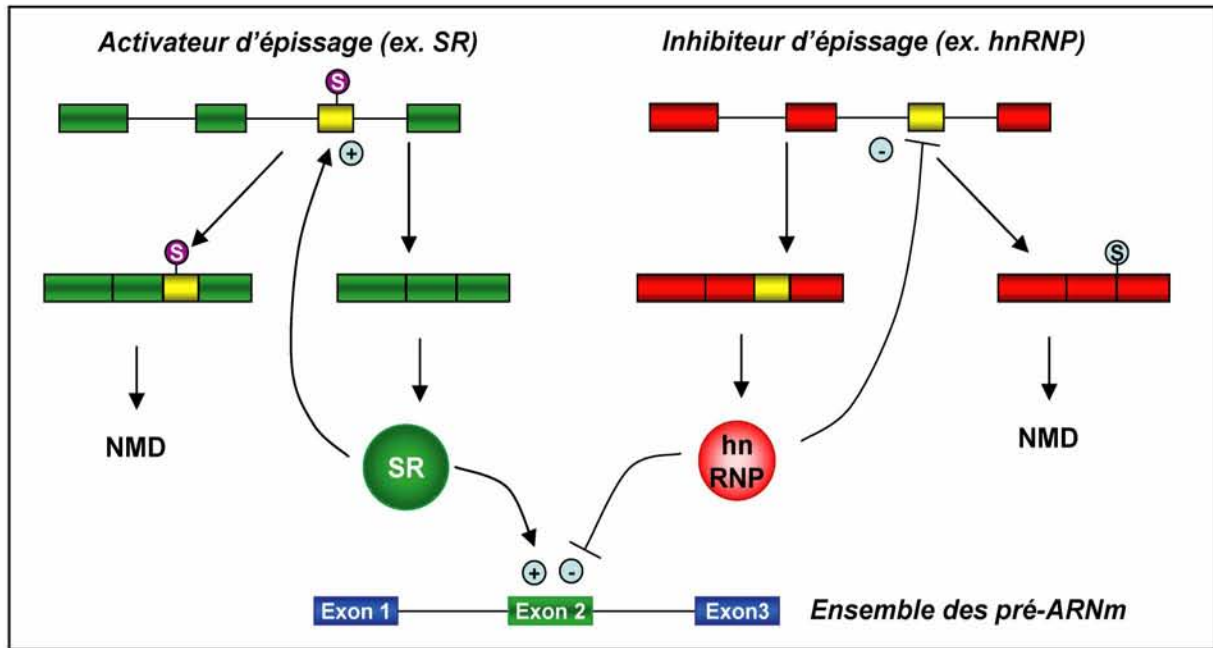 Activateur d'épissage (ex. SR)
Inhibiteur d'épissage (ex. hnRNP)
S
+
-
S
S
NMD
SR
hn
RNP
NMD
+ -
Exon 1
Exon 2
Exon3
Ensemble des pré-ARNm